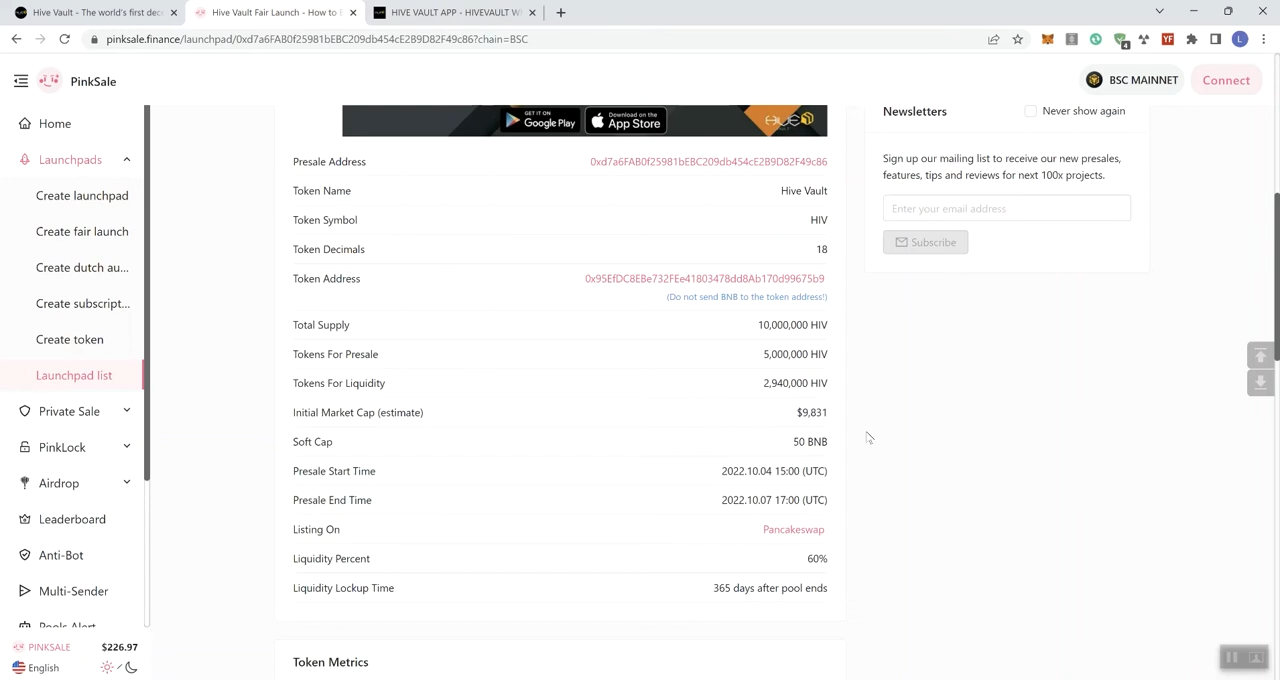 Hive Vault - The world's first dec
Hive Vault Fair Launch - How to
HIVE VAULT APP - HIVEVAULT W
pinksale.finance/launchpad/0xd7a6FAB0f25981bEBC209db454cE2B9D82F49c86?chain=BSC
4
YF
L
PinkSale
BSC MAINNET
Connect
Home
Launchpads
Create launchpad
Create fair launch
Create dutch au...
Create subscript...
Create token
Launchpad list
Private Sale
PinkLock
Airdrop
Leaderboard
Anti-Bot
Multi-Sender
Pools Alert
PINKSALE $226.97
English
GET IT ON
Google Play
Download on the
App Store
HIVE
Presale Address 0xd7a6FAB0f25981bEBC209db454cE2B9D82F49c86
Token Name Hive Vault
Token Symbol HIV
Token Decimals 18
Token Address 0x95EfDC8EBe732FEe41803478dd8Ab170d99675b9
(Do not send BNB to the token address!)
Total Supply 10,000,000 HIV
Tokens For Presale 5,000,000 HIV
Tokens For Liquidity 2,940,000 HIV
Initial Market Cap (estimate) $9,831
Soft Cap 50 BNB
Presale Start Time 2022.10.04 15:00 (UTC)
Presale End Time 2022.10.07 17:00 (UTC)
Listing On Pancakeswap
Liquidity Percent 60%
Liquidity Lockup Time 365 days after pool ends
Token Metrics
Newsletters
Never show again
Sign up our mailing list to receive our new presales,
features, tips and reviews for next 100x projects.
Enter your email address
Subscribe